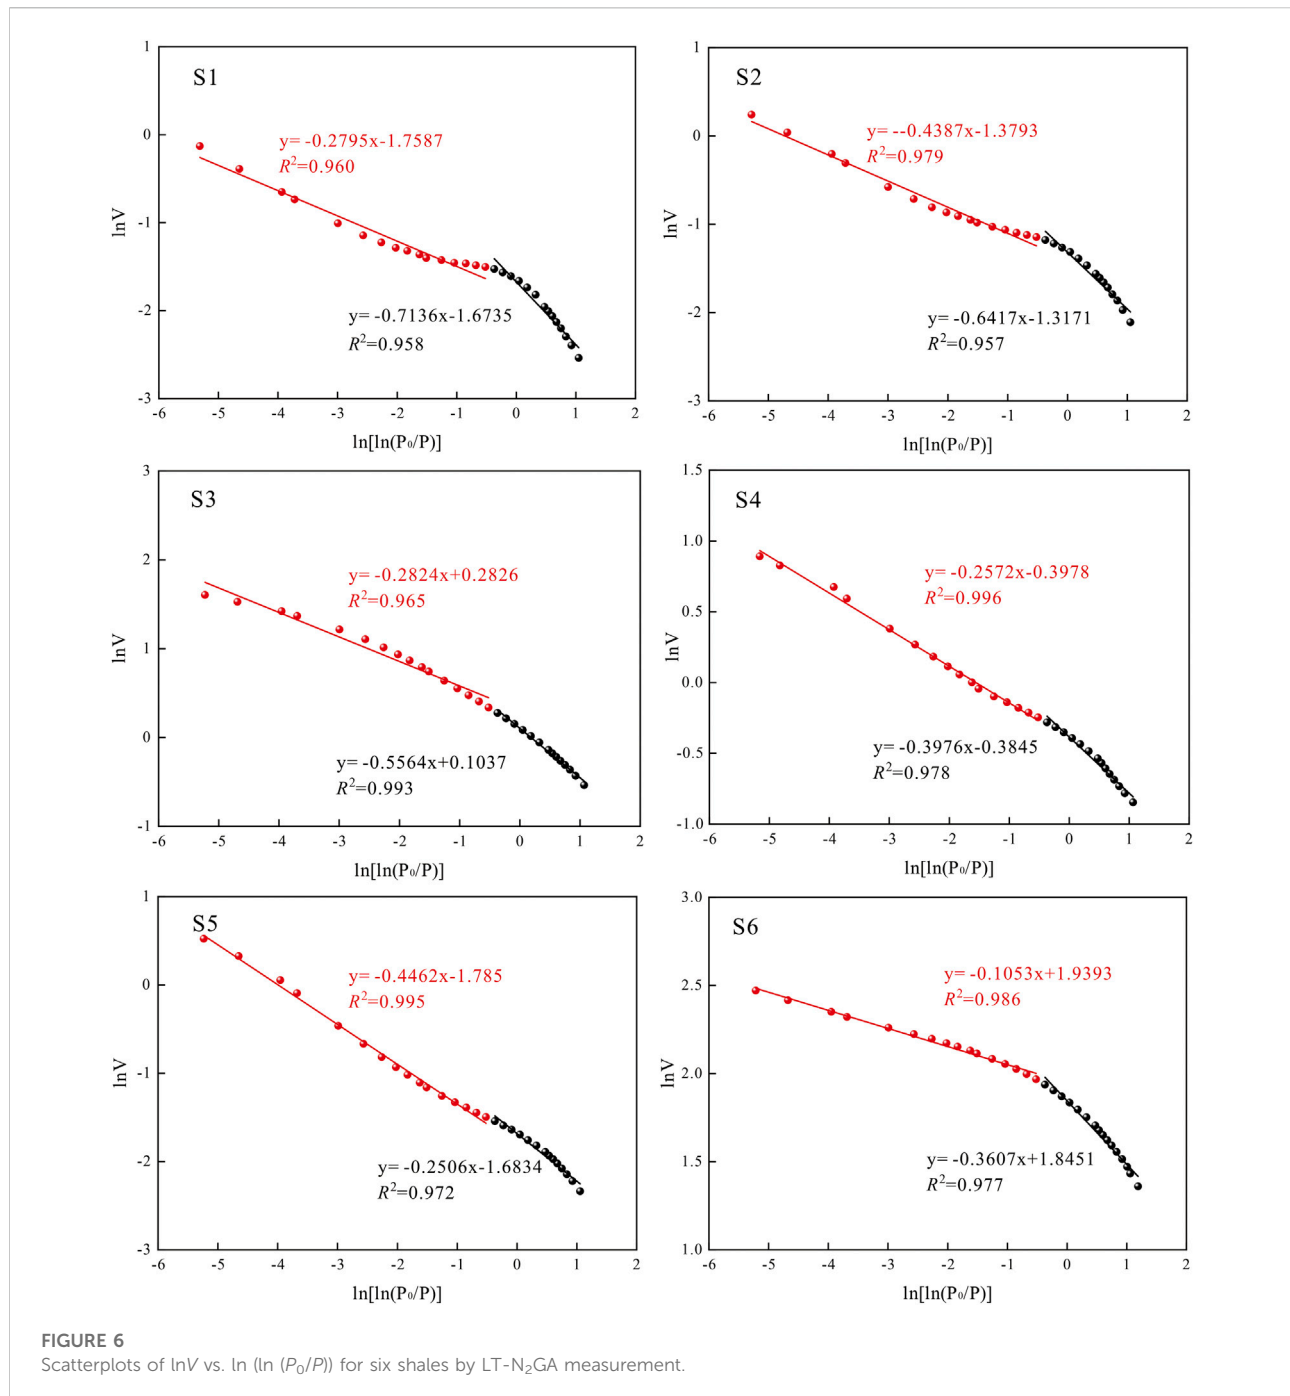 S1
y= -0.2795x-1.7587
R²=0.960
y= -0.7136x-1.6735
R²=0.958
1
0
-1
-2
-3
lnV
-6 -5 -4 -3 -2 -1 0 1 2
ln[ln(P₀/P)]
S2
y= --0.4387x-1.3793
R²=0.979
y= -0.6417x-1.3171
R²=0.957
1
0
-1
-2
-3
lnV
-6 -5 -4 -3 -2 -1 0 1 2
ln[ln(P₀/P)]
S3
y= -0.2824x+0.2826
R²=0.965
y= -0.5564x+0.1037
R²=0.993
3
2
1
0
-1
lnV
-6 -5 -4 -3 -2 -1 0 1 2
ln[ln(P₀/P)]
S4
y= -0.2572x-0.3978
R²=0.996
y= -0.3976x-0.3845
R²=0.978
1.5
1.0
0.5
0.0
-0.5
-1.0
lnV
-6 -5 -4 -3 -2 -1 0 1 2
ln[ln(P₀/P)]
S5
y= -0.4462x-1.785
R²=0.995
y= -0.2506x-1.6834
R²=0.972
1
0
-1
-2
-3
lnV
-6 -5 -4 -3 -2 -1 0 1 2
ln[ln(P₀/P)]
S6
y= -0.1053x+1.9393
R²=0.986
y= -0.3607x+1.8451
R²=0.977
3.0
2.5
2.0
1.5
1.0
lnV
-6 -5 -4 -3 -2 -1 0 1 2
ln[ln(P₀/P)]
FIGURE 6
Scatterplots of lnV vs. ln (ln (P₀/P)) for six shales by LT-N₂GA measurement.